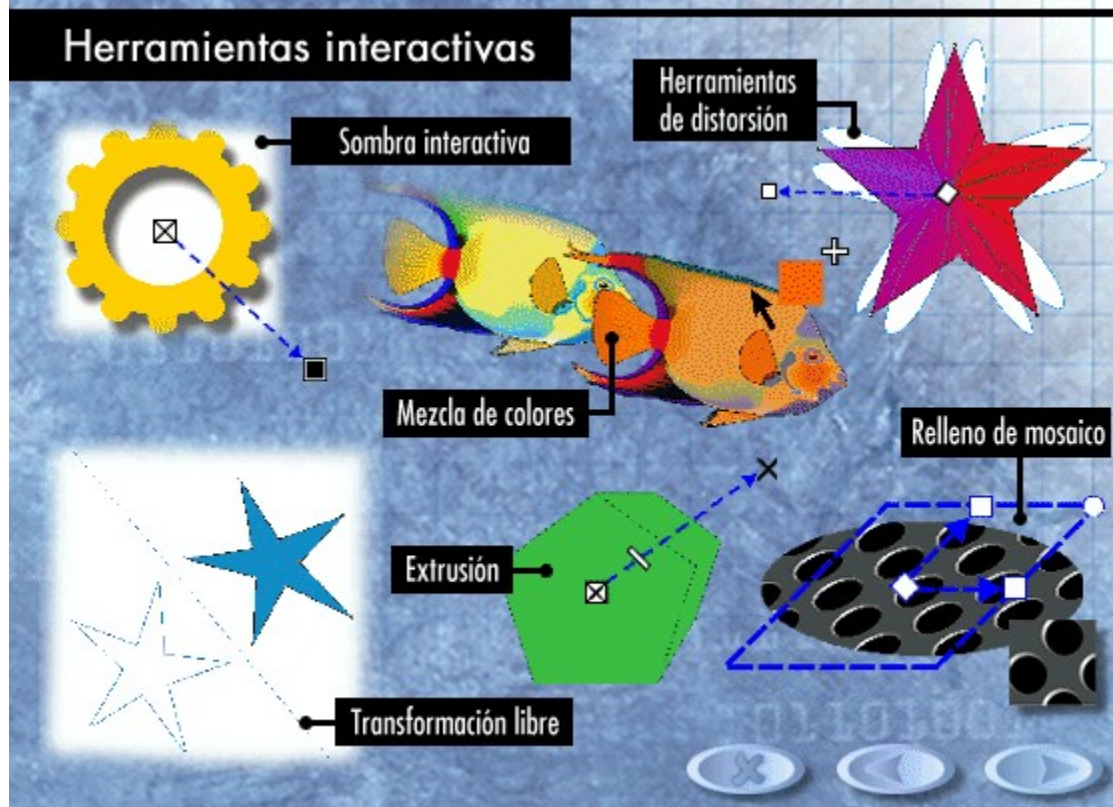 Herramientas interactivas
Herramientas
de distorsión
Sombra interactiva
Mezcla de colores
Relleno de mosaico
Extrusión
Transformación libre